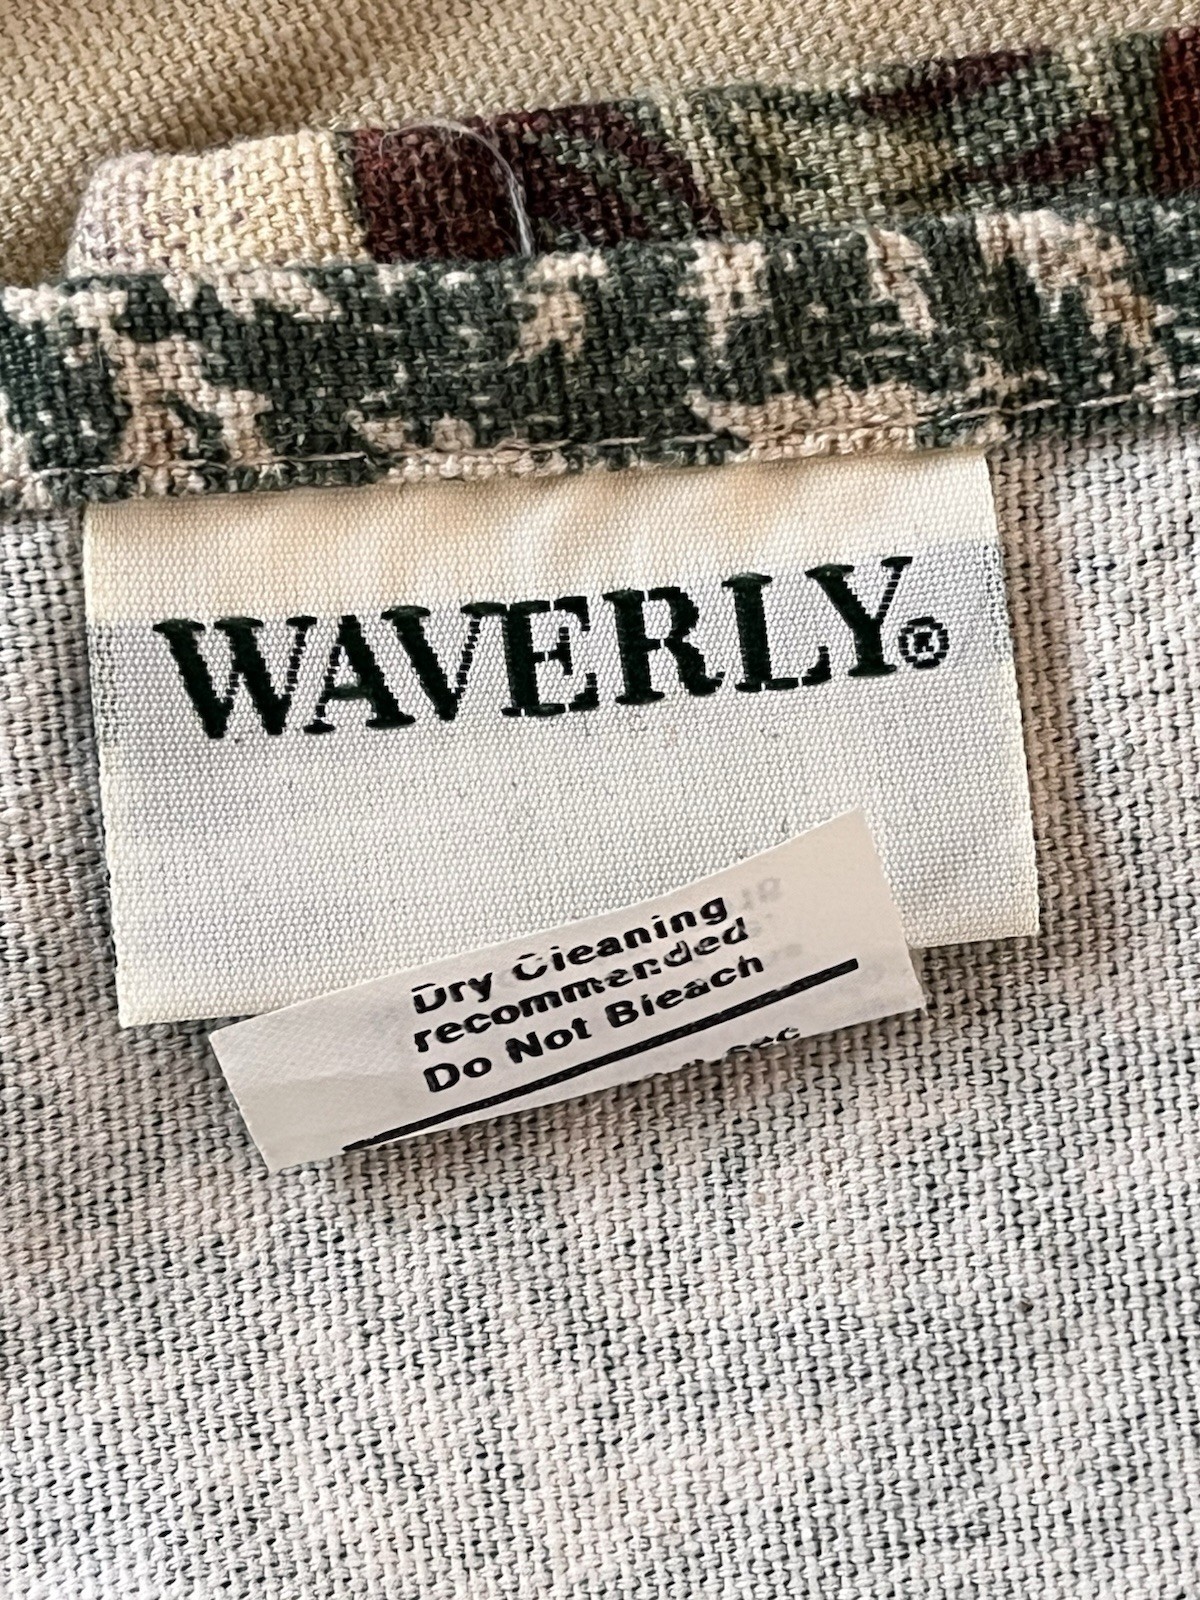 WAVERLY®
Dry Cleaning
recommended
Do Not Bleach